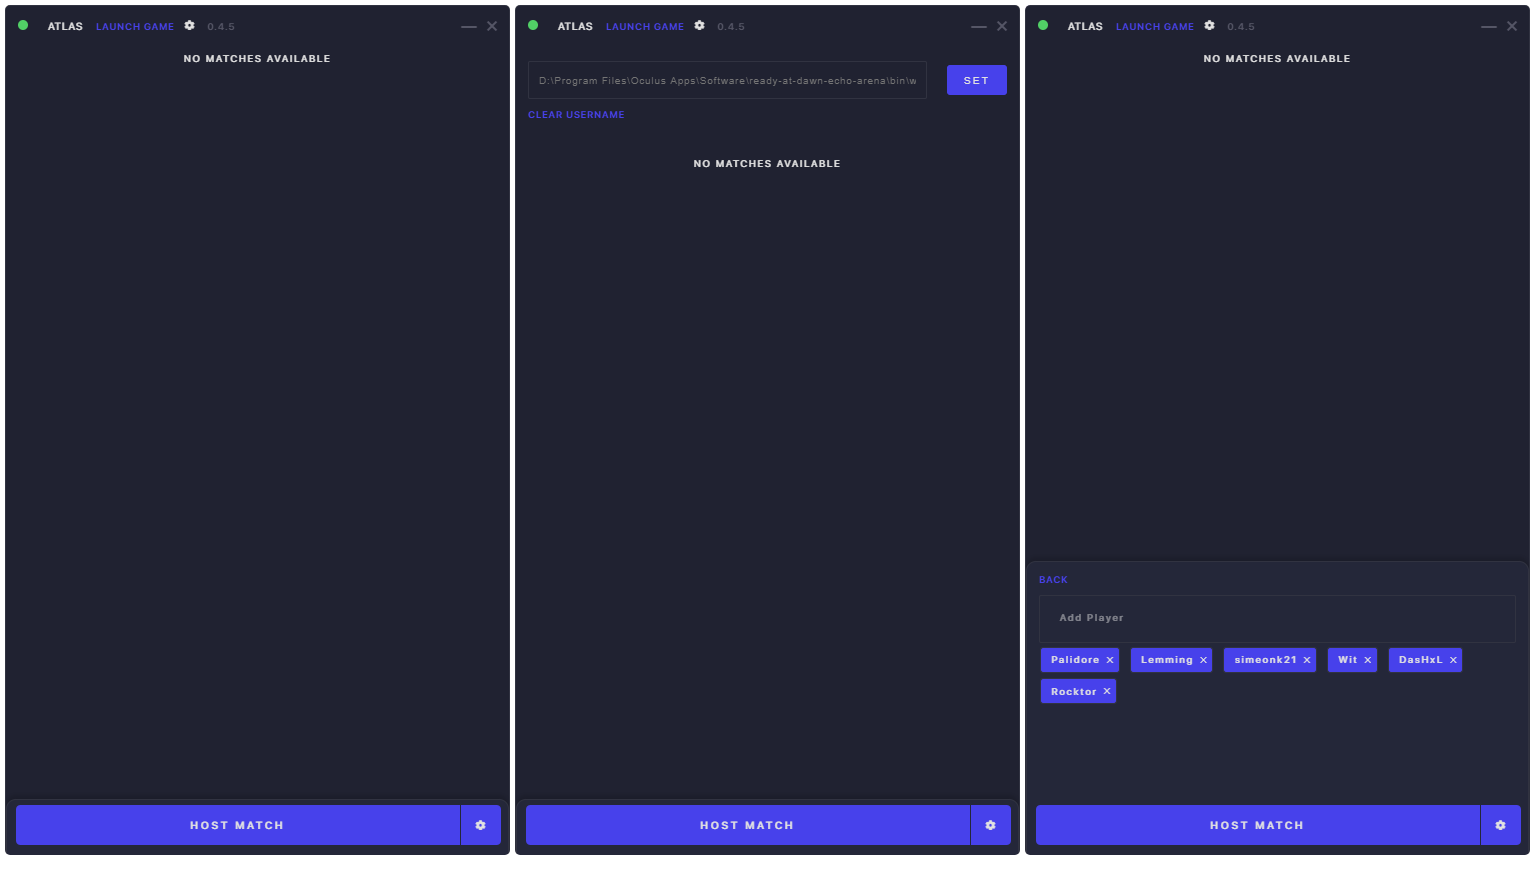 ATLAS LAUNCH GAME 0.4.5
NO MATCHES AVAILABLE
HOST MATCH
ATLAS LAUNCH GAME 0.4.5
D:\Program Files\Oculus Apps\Software\ready-at-dawn-echo-arena\bin\w
SET
CLEAR USERNAME
NO MATCHES AVAILABLE
HOST MATCH
ATLAS LAUNCH GAME 0.4.5
NO MATCHES AVAILABLE
BACK
Add Player
Palidore × Lemming × simeonk21 × Wit × DasHxL ×
Rocktor ×
HOST MATCH